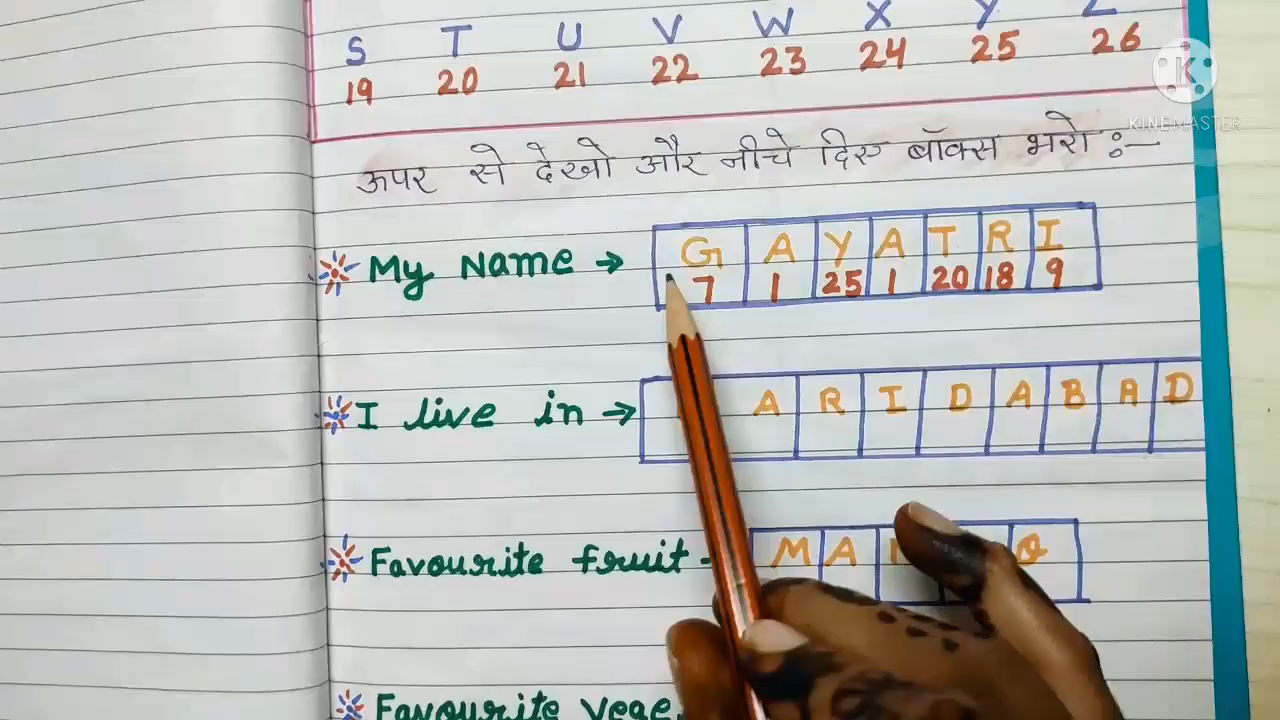 S T U V W X Y Z
19 20 21 22 23 24 25 26
KINEMASTER
ऊपर से देखो और नीचे दिए बॉक्स भरो :-
My Name → G A Y A T R I
7 1 25 1 20 18 9
I live in → A R I D A B A D
Favourite fruit - M A O
Favourite